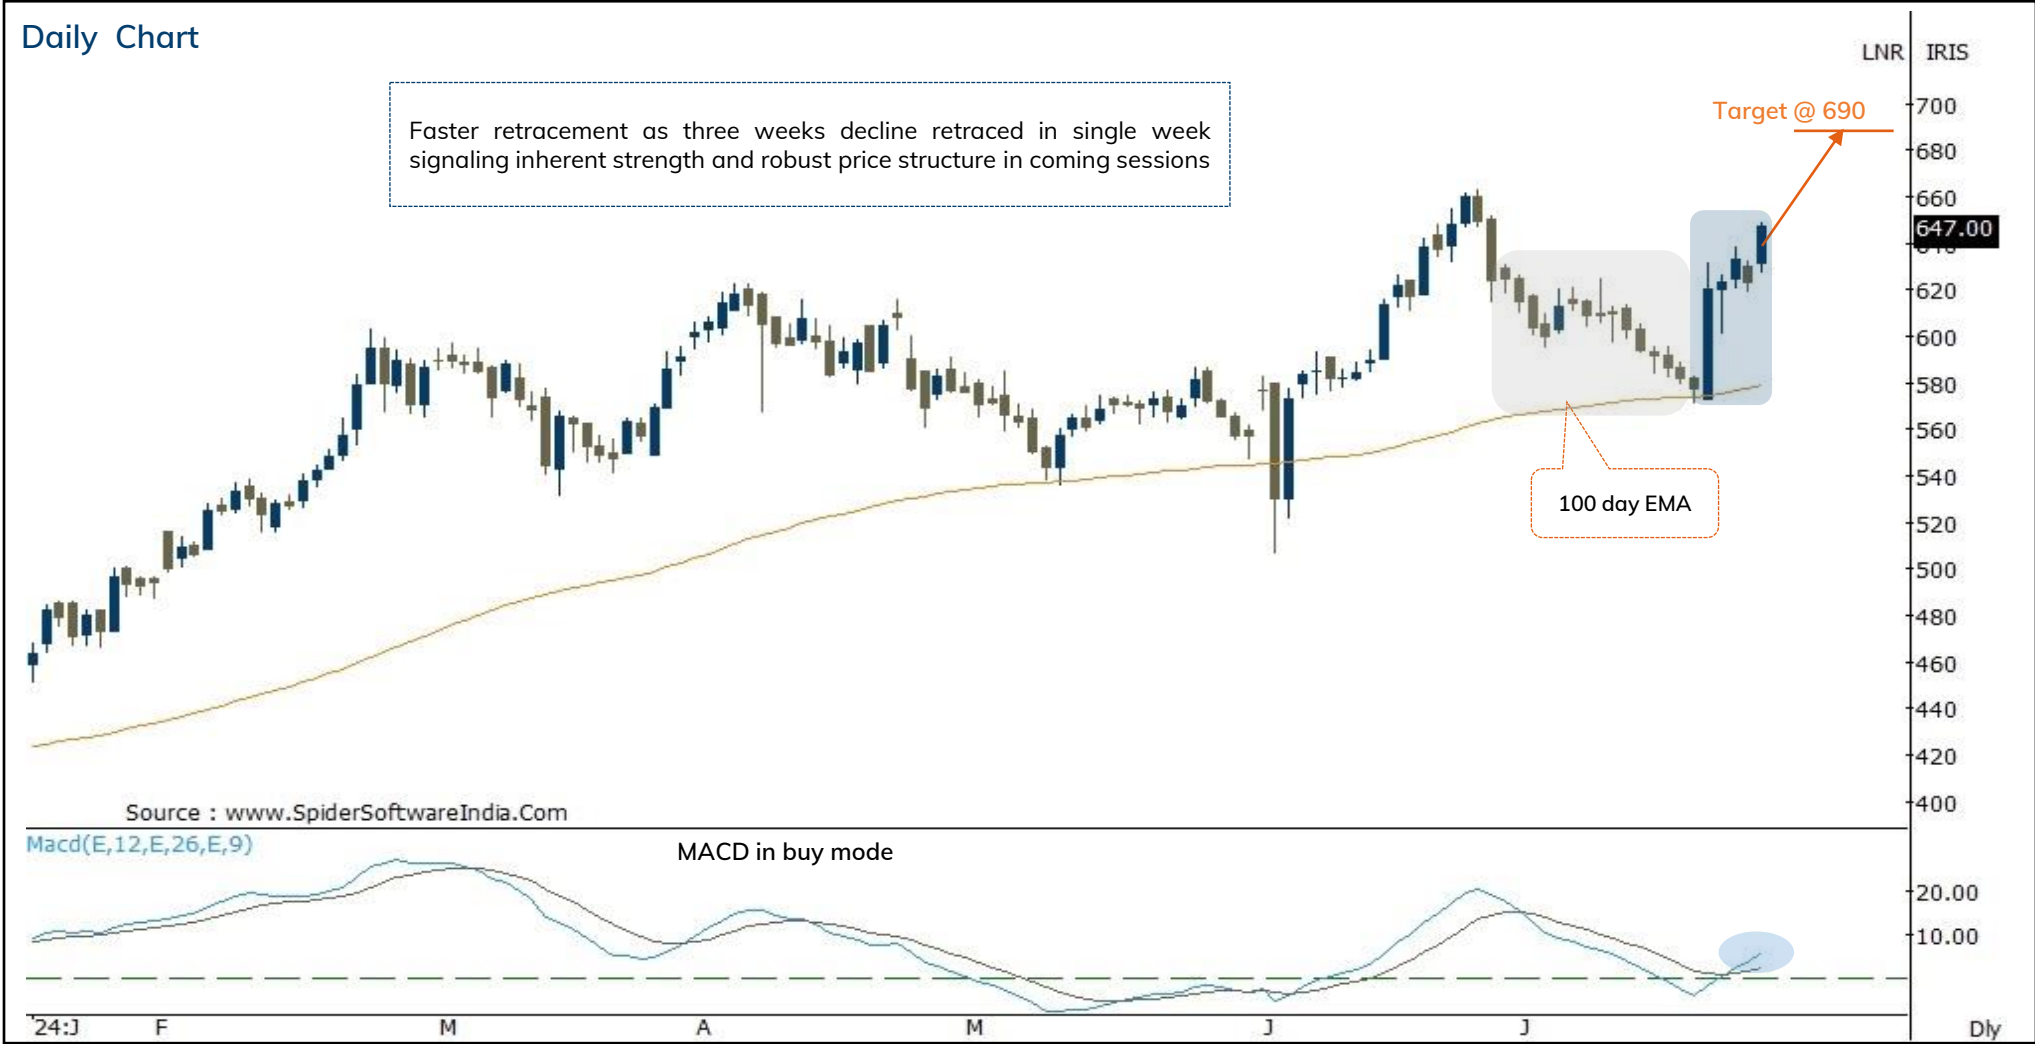 Daily Chart
LNR IRIS
Target @ 690
Faster retracement as three weeks decline retraced in single week
signaling inherent strength and robust price structure in coming sessions
700
680
660
647.00
620
600
580
560
540
520
500
480
460
440
420
400
100 day EMA
Source : www.SpiderSoftwareIndia.Com
Macd(E,12,E,26,E,9)
MACD in buy mode
20.00
10.00
'24:J F M A M J J Dly